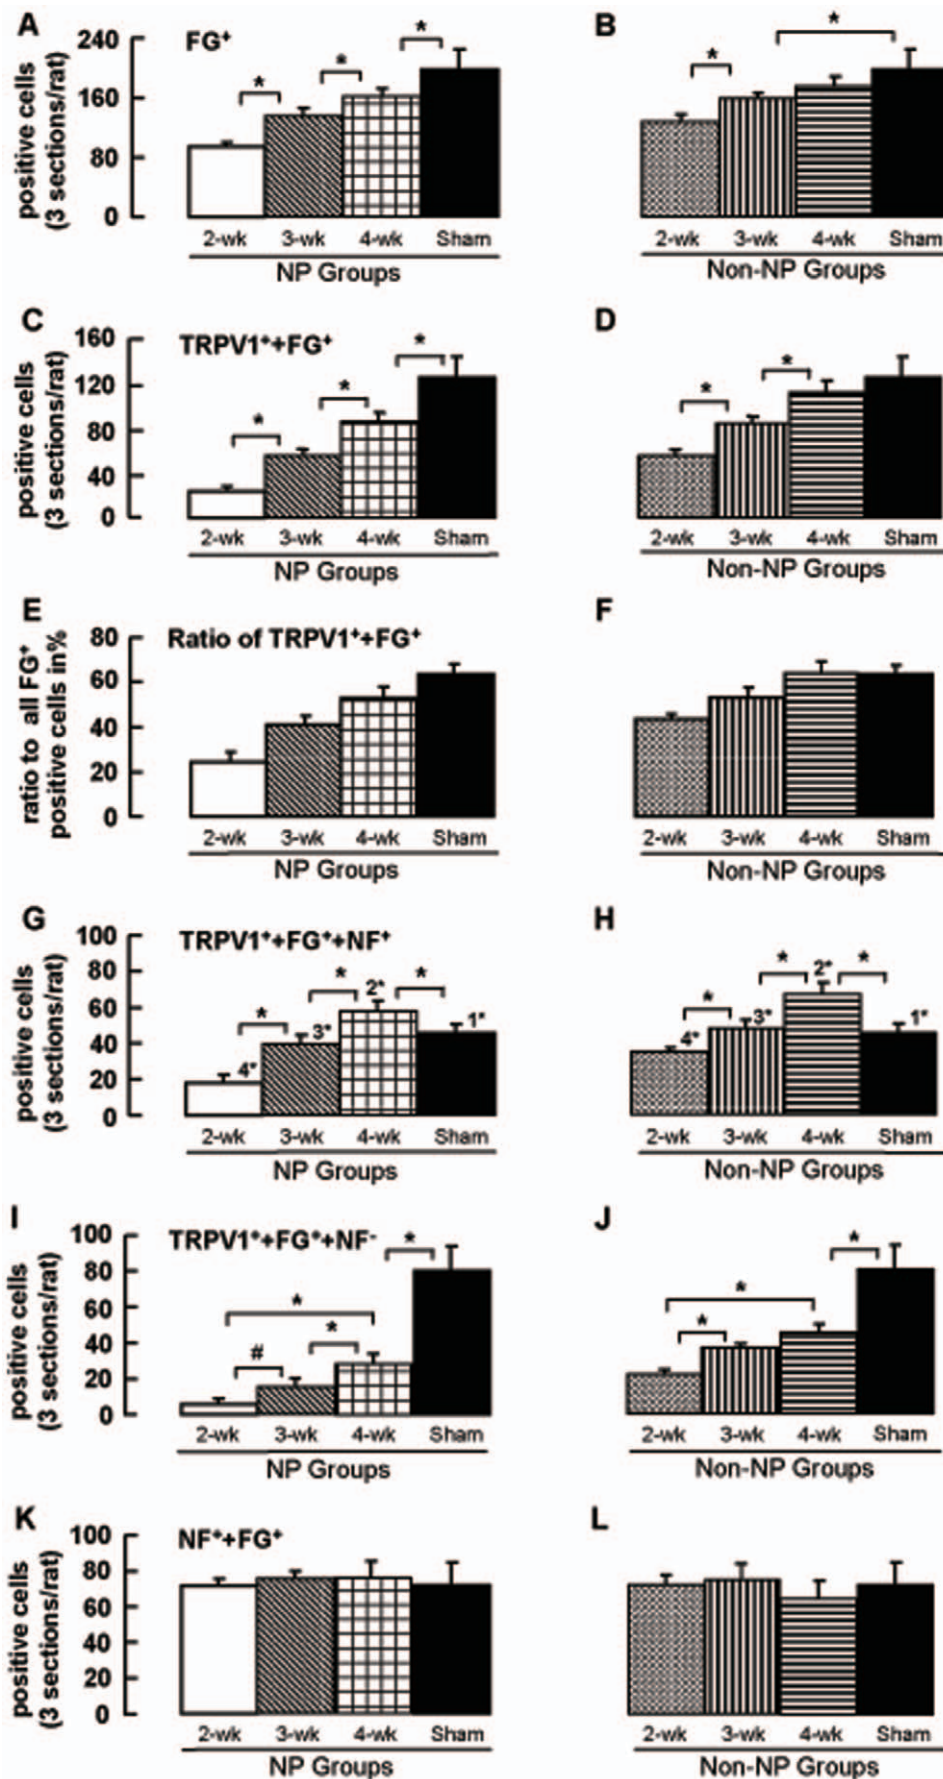 A
FG⁺
positive cells
(3 sections/rat)
240
160
80
0
*
*
*
2-wk 3-wk 4-wk Sham
NP Groups
B
*
*
2-wk 3-wk 4-wk Sham
Non-NP Groups
C
TRPV1⁺+FG⁺
positive cells
(3 sections/rat)
160
120
80
40
0
*
*
*
2-wk 3-wk 4-wk Sham
NP Groups
D
*
*
2-wk 3-wk 4-wk Sham
Non-NP Groups
E
Ratio of TRPV1⁺+FG⁺
ratio to all FG⁺
positive cells in%
80
60
40
20
0
2-wk 3-wk 4-wk Sham
NP Groups
F
2-wk 3-wk 4-wk Sham
Non-NP Groups
G
TRPV1⁺+FG⁺+NF⁺
positive cells
(3 sections/rat)
100
80
60
40
20
0
*
*
*
4* 3* 2* 1*
2-wk 3-wk 4-wk Sham
NP Groups
H
*
*
*
4* 3* 2* 1*
2-wk 3-wk 4-wk Sham
Non-NP Groups
I
TRPV1⁺+FG⁺+NF⁻
positive cells
(3 sections/rat)
100
80
60
40
20
0
#
*
*
*
2-wk 3-wk 4-wk Sham
NP Groups
J
*
*
*
2-wk 3-wk 4-wk Sham
Non-NP Groups
K
NF⁺+FG⁺
positive cells
(3 sections/rat)
100
80
60
40
20
0
2-wk 3-wk 4-wk Sham
NP Groups
L
2-wk 3-wk 4-wk Sham
Non-NP Groups